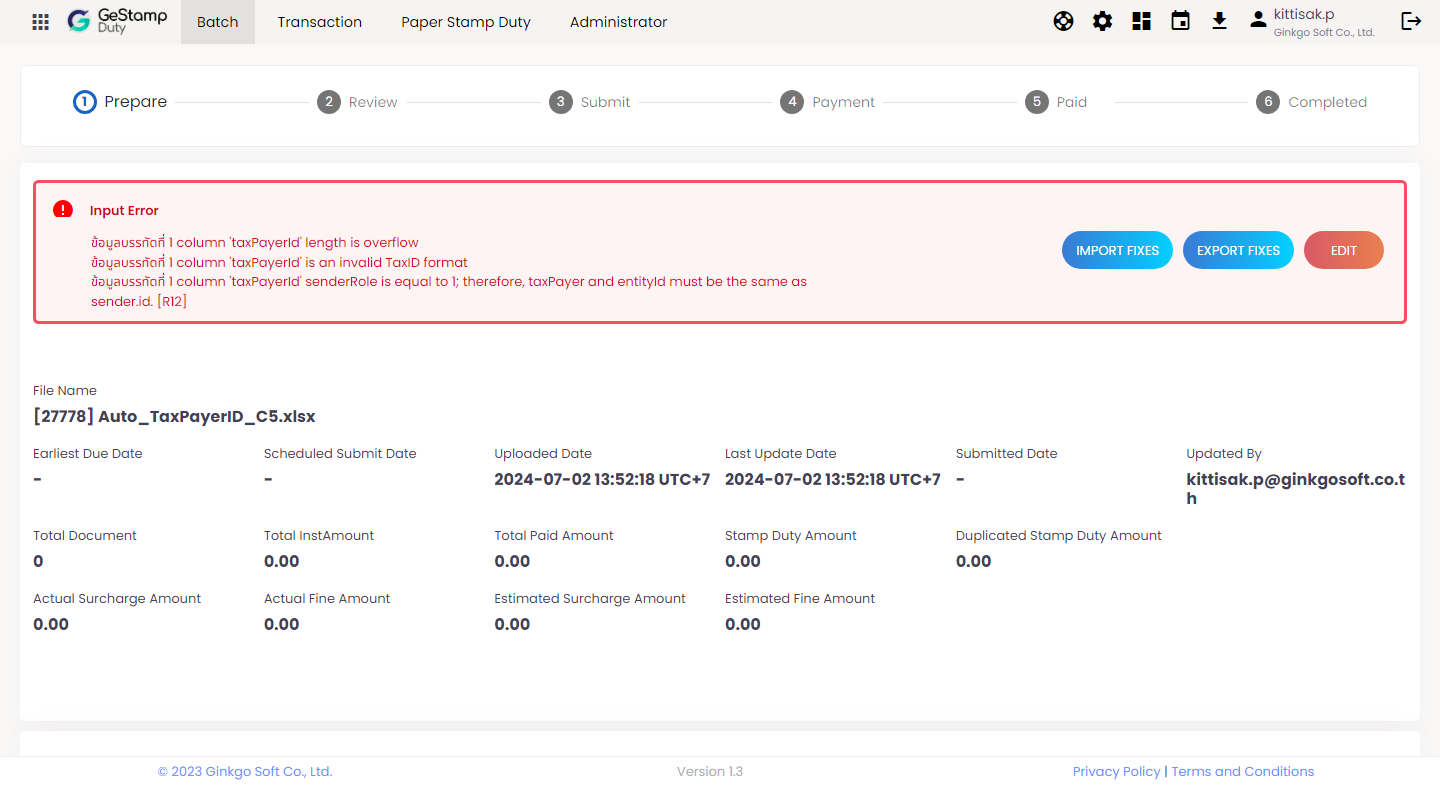 GeStamp
Duty
Batch
Transaction
Paper Stamp Duty
Administrator
kittisak.p
Ginkgo Soft Co., Ltd.
1 Prepare
2 Review
3 Submit
4 Payment
5 Paid
6 Completed
Input Error
ข้อมูลบรรทัดที่ 1 column 'taxPayerId' length is overflow
ข้อมูลบรรทัดที่ 1 column 'taxPayerId' is an invalid TaxID format
ข้อมูลบรรทัดที่ 1 column 'taxPayerId' senderRole is equal to 1; therefore, taxPayer and entityId must be the same as
sender.id. [R12]
IMPORT FIXES
EXPORT FIXES
EDIT
File Name
[27778] Auto_TaxPayerID_C5.xlsx
Earliest Due Date
-
Scheduled Submit Date
-
Uploaded Date
2024-07-02 13:52:18 UTC+7
Last Update Date
2024-07-02 13:52:18 UTC+7
Submitted Date
-
Updated By
kittisak.p@ginkgosoft.co.t
h
Total Document
0
Total InstAmount
0.00
Total Paid Amount
0.00
Stamp Duty Amount
0.00
Duplicated Stamp Duty Amount
0.00
Actual Surcharge Amount
0.00
Actual Fine Amount
0.00
Estimated Surcharge Amount
0.00
Estimated Fine Amount
0.00
© 2023 Ginkgo Soft Co., Ltd.
Version 1.3
Privacy Policy | Terms and Conditions